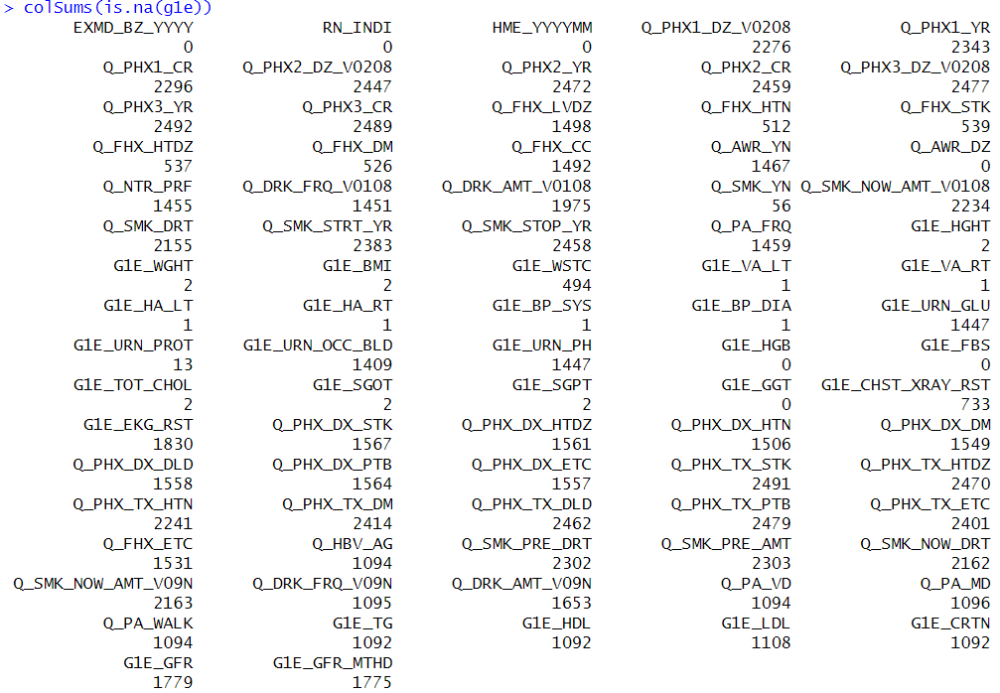 > colSums(is.na(g1e))
EXMD_BZ_YYYY RN_INDI HME_YYYYMM Q_PHX1_DZ_V0208 Q_PHX1_YR
0 0 0 2276 2343
Q_PHX1_CR Q_PHX2_DZ_V0208 Q_PHX2_YR Q_PHX2_CR Q_PHX3_DZ_V0208
2296 2447 2472 2459 2477
Q_PHX3_YR Q_PHX3_CR Q_FHX_LVDZ Q_FHX_HTN Q_FHX_STK
2492 2489 1498 512 539
Q_FHX_HTDZ Q_FHX_DM Q_FHX_CC Q_AWR_YN Q_AWR_DZ
537 526 1492 1467 0
Q_NTR_PRF Q_DRK_FRQ_V0108 Q_DRK_AMT_V0108 Q_SMK_YN Q_SMK_NOW_AMT_V0108
1455 1451 1975 56 2234
Q_SMK_DRT Q_SMK_STRT_YR Q_SMK_STOP_YR Q_PA_FRQ G1E_HGHT
2155 2383 2458 1459 2
G1E_WGHT G1E_BMI G1E_WSTC G1E_VA_LT G1E_VA_RT
2 2 494 1 1
G1E_HA_LT G1E_HA_RT G1E_BP_SYS G1E_BP_DIA G1E_URN_GLU
1 1 1 1 1447
G1E_URN_PROT G1E_URN_OCC_BLD G1E_URN_PH G1E_HGB G1E_FBS
13 1409 1447 0 0
G1E_TOT_CHOL G1E_SGOT G1E_SGPT G1E_GGT G1E_CHST_XRAY_RST
2 2 2 0 733
G1E_EKG_RST Q_PHX_DX_STK Q_PHX_DX_HTDZ Q_PHX_DX_HTN Q_PHX_DX_DM
1830 1567 1561 1506 1549
Q_PHX_DX_DLD Q_PHX_DX_PTB Q_PHX_DX_ETC Q_PHX_TX_STK Q_PHX_TX_HTDZ
1558 1564 1557 2491 2470
Q_PHX_TX_HTN Q_PHX_TX_DM Q_PHX_TX_DLD Q_PHX_TX_PTB Q_PHX_TX_ETC
2241 2414 2462 2479 2401
Q_FHX_ETC Q_HBV_AG Q_SMK_PRE_DRT Q_SMK_PRE_AMT Q_SMK_NOW_DRT
1531 1094 2302 2303 2162
Q_SMK_NOW_AMT_V09N Q_DRK_FRQ_V09N Q_DRK_AMT_V09N Q_PA_VD Q_PA_MD
2163 1095 1653 1094 1096
Q_PA_WALK G1E_TG G1E_HDL G1E_LDL G1E_CRTN
1094 1092 1092 1108 1092
G1E_GFR G1E_GFR_MTHD
1779 1775